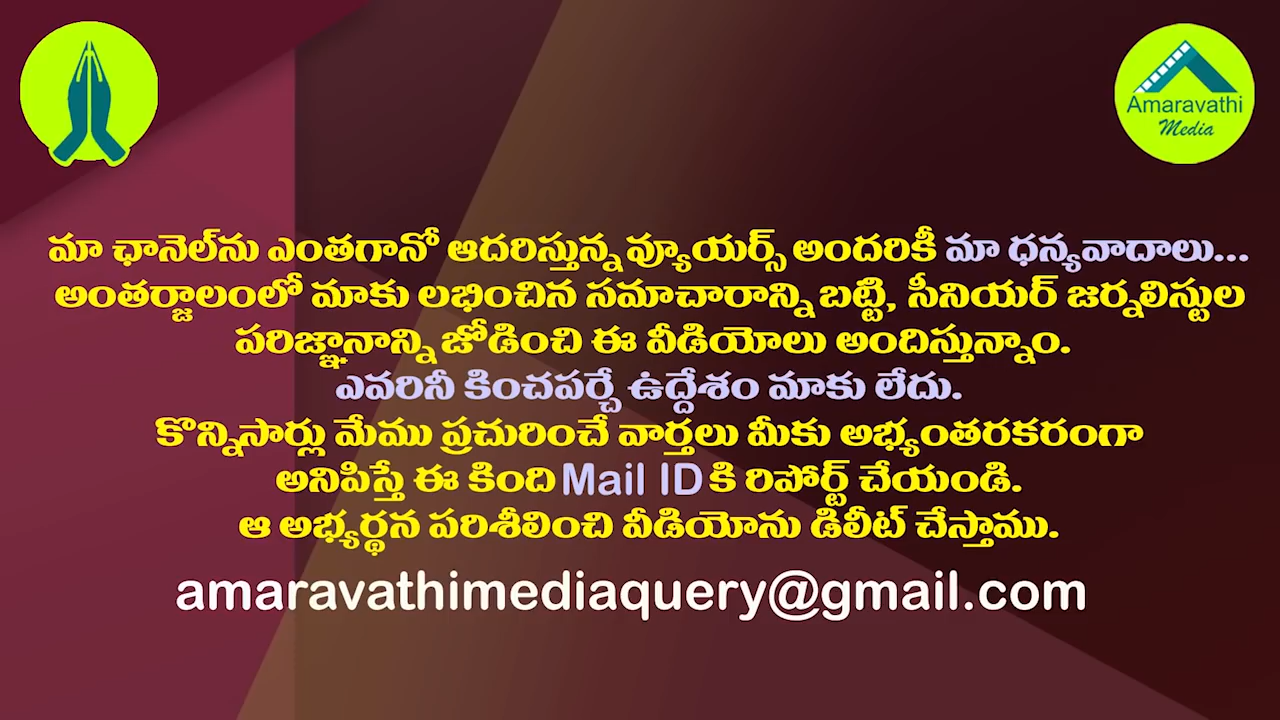 Amaravathi
Media
మా ఛానెల్‌ను ఎంతగానో ఆదరిస్తున్న వ్యూయర్స్ అందరికీ మా ధన్యవాదాలు...
అంతర్జాలంలో మాకు లభించిన సమాచారాన్ని బట్టి, సీనియర్ జర్నలిస్టుల
పరిజ్ఞానాన్ని జోడించి ఈ వీడియోలు అందిస్తున్నాం.
ఎవరినీ కించపర్చే ఉద్దేశం మాకు లేదు.
కొన్నిసార్లు మేము ప్రచురించే వార్తలు మీకు అభ్యంతరకరంగా
అనిపిస్తే ఈ కింది Mail ID కి రిపోర్ట్ చేయండి.
ఆ అభ్యర్థన పరిశీలించి వీడియోను డిలీట్ చేస్తాము.
amaravathimediaquery@gmail.com